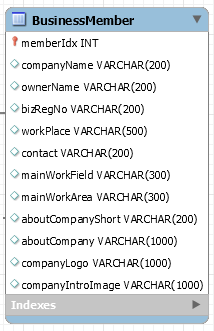 BusinessMember
memberIdx INT
companyName VARCHAR(200)
ownerName VARCHAR(200)
bizRegNo VARCHAR(200)
workPlace VARCHAR(500)
contact VARCHAR(200)
mainWorkField VARCHAR(300)
mainWorkArea VARCHAR(300)
aboutCompanyShort VARCHAR(200)
aboutCompany VARCHAR(1000)
companyLogo VARCHAR(1000)
companyIntroImage VARCHAR(1000)
Indexes